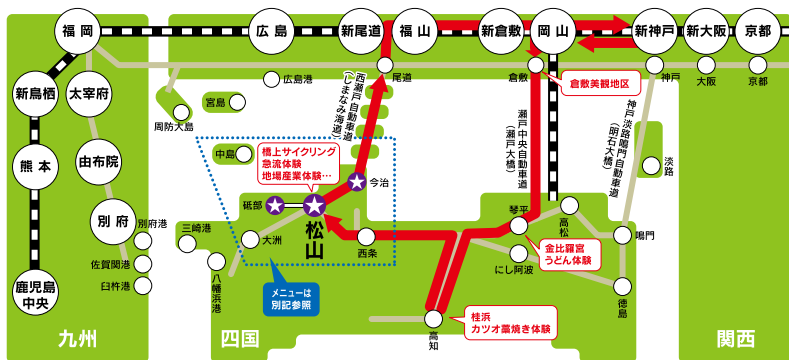 福岡
広島
新尾道
福山
新倉敷
岡山
新神戸
新大阪
京都
新鳥栖
太宰府
広島港
尾道
倉敷
神戸
大阪
京都
倉敷美観地区
宮島
周防大島
西瀬戸自動車道
(しまなみ海道)
瀬戸中央自動車道
(瀬戸大橋)
神戸淡路鳴門自動車道
(明石大橋)
熊本
由布院
中島
橋上サイクリング
急流体験
地場産業体験…
今治
淡路
砥部
松山
別府
別府港
三崎港
大洲
西条
琴平
高松
鳴門
佐賀関港
臼杵港
八幡浜港
金比羅宮
うどん体験
にし阿波
徳島
鹿児島
中央
メニューは
別記参照
桂浜
カツオ藁焼き体験
高知
九州
四国
関西